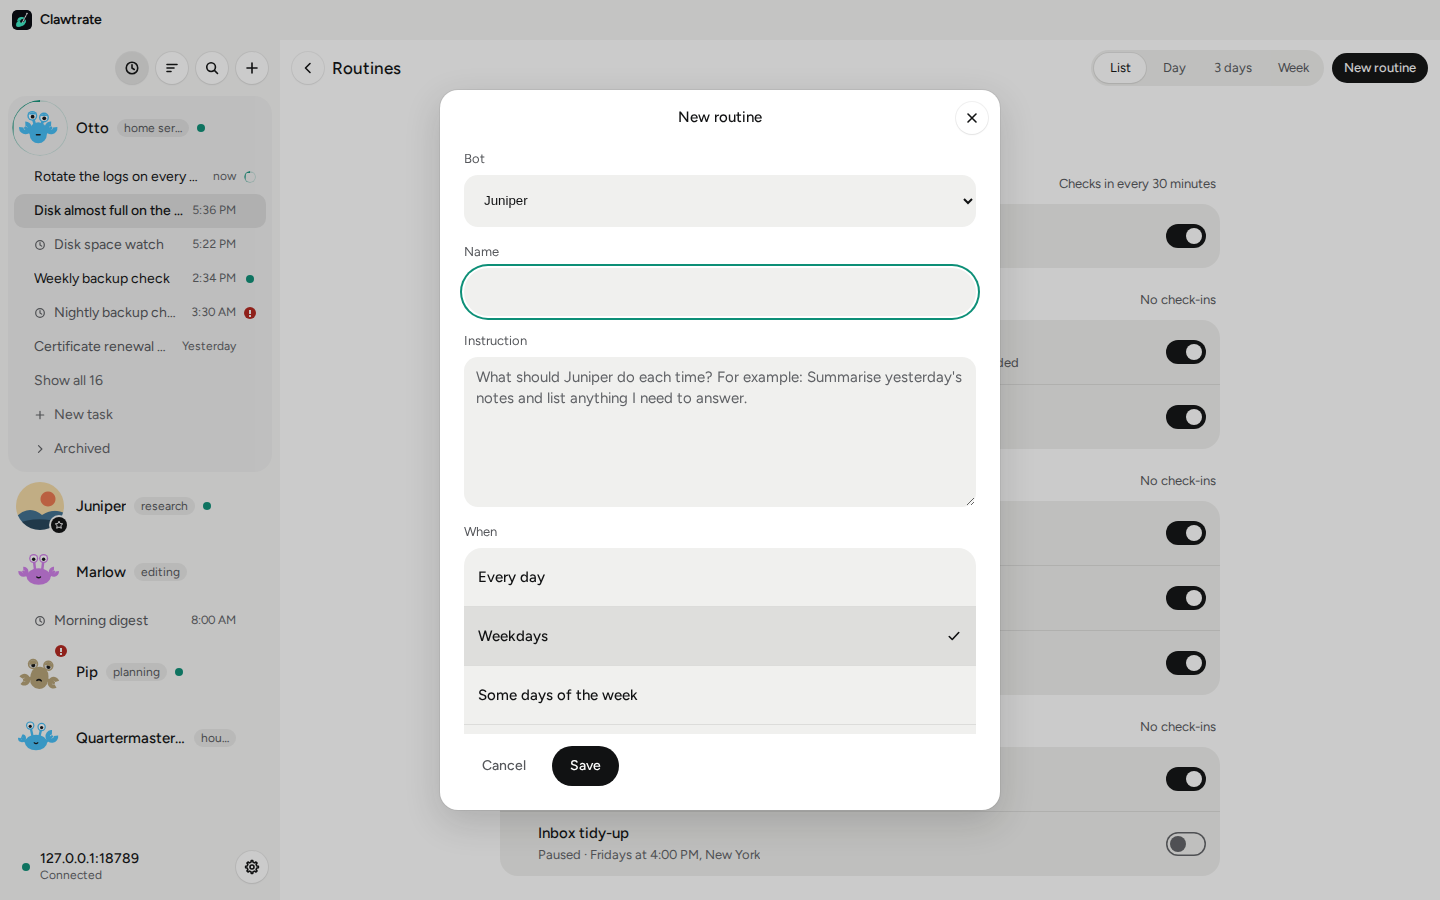 Clawtrate
Routines
List
Day
3 days
Week
New routine
Otto
home ser...
Rotate the logs on every ...
now
Disk almost full on the ...
5:36 PM
Disk space watch
5:22 PM
Weekly backup check
2:34 PM
Nightly backup ch...
3:30 AM
Certificate renewal ...
Yesterday
Show all 16
New task
Archived
Juniper
research
Marlow
editing
Morning digest
8:00 AM
Pip
planning
Quartermaster...
hou...
127.0.0.1:18789
Connected
New routine
Bot
Juniper
Name
Instruction
What should Juniper do each time? For example: Summarise yesterday's
notes and list anything I need to answer.
When
Every day
Weekdays
Some days of the week
Cancel
Save
Checks in every 30 minutes
No check-ins
ded
No check-ins
No check-ins
Inbox tidy-up
Paused · Fridays at 4:00 PM, New York